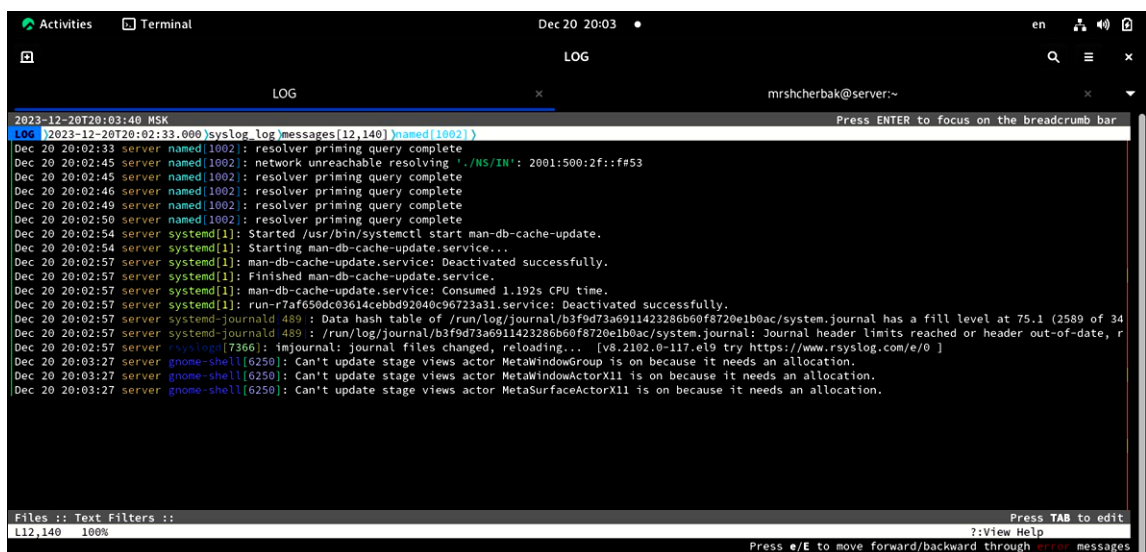 Activities Terminal Dec 20 20:03 en
LOG
LOG × mrshcherbak@server:~ ×
2023-12-20T20:03:40 MSK Press ENTER to focus on the breadcrumb bar
LOG 〉2023-12-20T20:02:33.000〉syslog_log〉messages[12,140]〉named[1002]〉
Dec 20 20:02:33 server named[1002]: resolver priming query complete
Dec 20 20:02:45 server named[1002]: network unreachable resolving './NS/IN': 2001:500:2f::f#53
Dec 20 20:02:45 server named[1002]: resolver priming query complete
Dec 20 20:02:46 server named[1002]: resolver priming query complete
Dec 20 20:02:49 server named[1002]: resolver priming query complete
Dec 20 20:02:50 server named[1002]: resolver priming query complete
Dec 20 20:02:54 server systemd[1]: Started /usr/bin/systemctl start man-db-cache-update.
Dec 20 20:02:54 server systemd[1]: Starting man-db-cache-update.service...
Dec 20 20:02:57 server systemd[1]: man-db-cache-update.service: Deactivated successfully.
Dec 20 20:02:57 server systemd[1]: Finished man-db-cache-update.service.
Dec 20 20:02:57 server systemd[1]: man-db-cache-update.service: Consumed 1.192s CPU time.
Dec 20 20:02:57 server systemd[1]: run-r7af650dc03614cebbd92040c96723a31.service: Deactivated successfully.
Dec 20 20:02:57 server systemd-journald[489]: Data hash table of /run/log/journal/b3f9d73a6911423286b60f8720e1b0ac/system.journal has a fill level at 75.1 (2589 of 34
Dec 20 20:02:57 server systemd-journald[489]: /run/log/journal/b3f9d73a6911423286b60f8720e1b0ac/system.journal: Journal header limits reached or header out-of-date, r
Dec 20 20:02:57 server rsyslogd[7366]: imjournal: journal files changed, reloading... [v8.2102.0-117.el9 try https://www.rsyslog.com/e/0 ]
Dec 20 20:03:27 server gnome-shell[6250]: Can't update stage views actor MetaWindowGroup is on because it needs an allocation.
Dec 20 20:03:27 server gnome-shell[6250]: Can't update stage views actor MetaWindowActorX11 is on because it needs an allocation.
Dec 20 20:03:27 server gnome-shell[6250]: Can't update stage views actor MetaSurfaceActorX11 is on because it needs an allocation.
Files :: Text Filters :: Press TAB to edit
L12,140 100% ?:View Help
Press e/E to move forward/backward through error messages